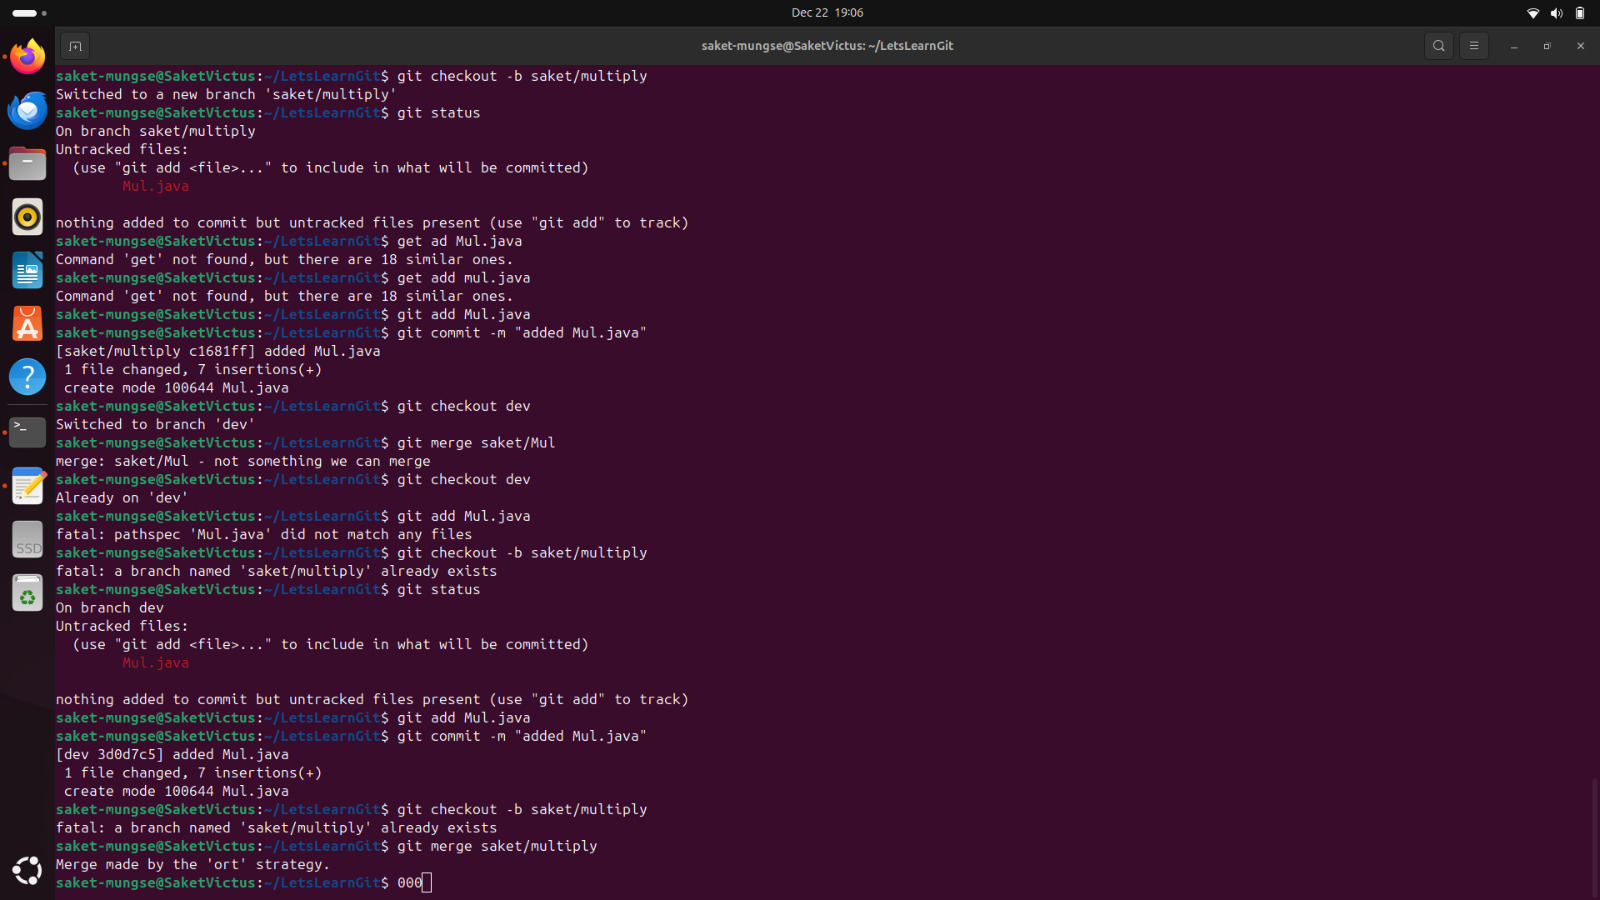 Dec 22 19:06
saket-mungse@SaketVictus: ~/LetsLearnGit
saket-mungse@SaketVictus:~/LetsLearnGit$ git checkout -b saket/multiply
Switched to a new branch 'saket/multiply'
saket-mungse@SaketVictus:~/LetsLearnGit$ git status
On branch saket/multiply
Untracked files:
  (use "git add <file>..." to include in what will be committed)
        Mul.java
nothing added to commit but untracked files present (use "git add" to track)
saket-mungse@SaketVictus:~/LetsLearnGit$ get ad Mul.java
Command 'get' not found, but there are 18 similar ones.
saket-mungse@SaketVictus:~/LetsLearnGit$ get add mul.java
Command 'get' not found, but there are 18 similar ones.
saket-mungse@SaketVictus:~/LetsLearnGit$ git add Mul.java
saket-mungse@SaketVictus:~/LetsLearnGit$ git commit -m "added Mul.java"
[saket/multiply c1681ff] added Mul.java
 1 file changed, 7 insertions(+)
 create mode 100644 Mul.java
saket-mungse@SaketVictus:~/LetsLearnGit$ git checkout dev
Switched to branch 'dev'
saket-mungse@SaketVictus:~/LetsLearnGit$ git merge saket/Mul
merge: saket/Mul - not something we can merge
saket-mungse@SaketVictus:~/LetsLearnGit$ git checkout dev
Already on 'dev'
saket-mungse@SaketVictus:~/LetsLearnGit$ git add Mul.java
fatal: pathspec 'Mul.java' did not match any files
saket-mungse@SaketVictus:~/LetsLearnGit$ git checkout -b saket/multiply
fatal: a branch named 'saket/multiply' already exists
saket-mungse@SaketVictus:~/LetsLearnGit$ git status
On branch dev
Untracked files:
  (use "git add <file>..." to include in what will be committed)
        Mul.java
nothing added to commit but untracked files present (use "git add" to track)
saket-mungse@SaketVictus:~/LetsLearnGit$ git add Mul.java
saket-mungse@SaketVictus:~/LetsLearnGit$ git commit -m "added Mul.java"
[dev 3d0d7c5] added Mul.java
 1 file changed, 7 insertions(+)
 create mode 100644 Mul.java
saket-mungse@SaketVictus:~/LetsLearnGit$ git checkout -b saket/multiply
fatal: a branch named 'saket/multiply' already exists
saket-mungse@SaketVictus:~/LetsLearnGit$ git merge saket/multiply
Merge made by the 'ort' strategy.
saket-mungse@SaketVictus:~/LetsLearnGit$ 000
SSD